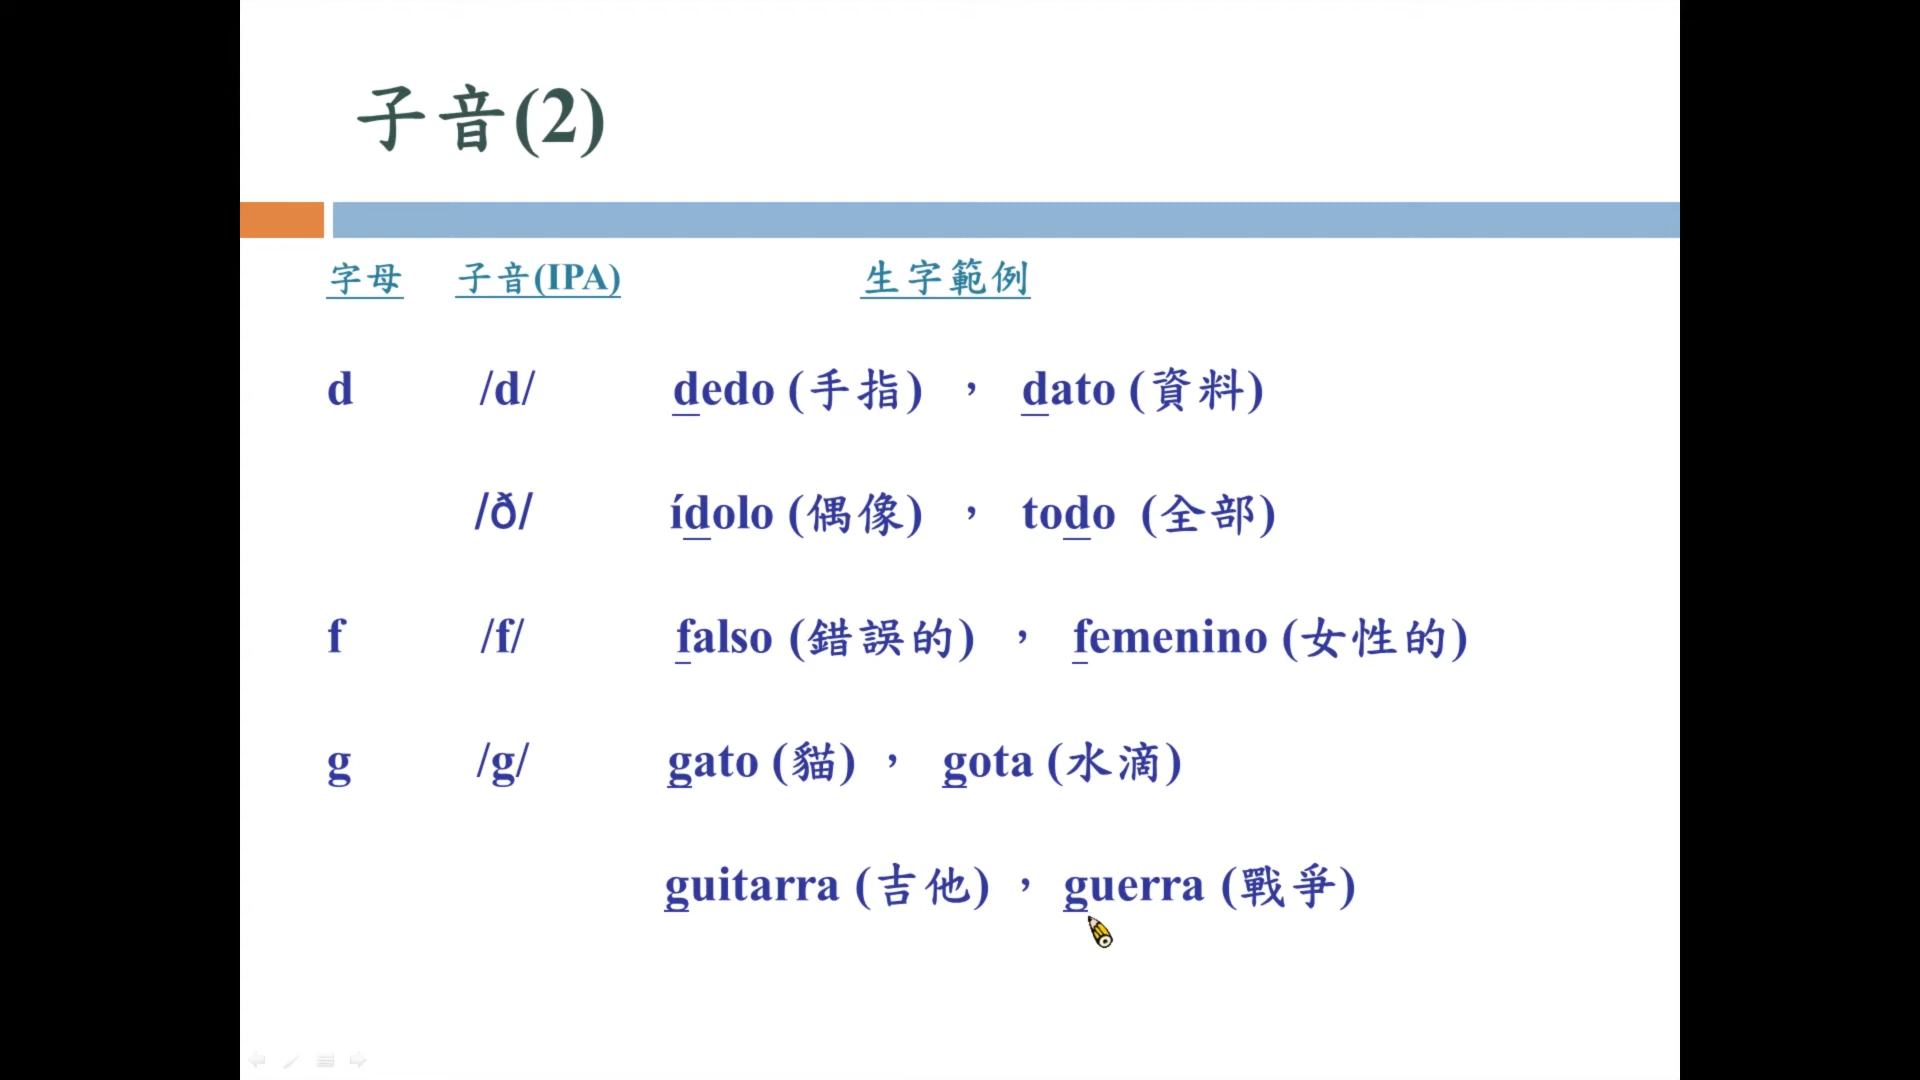 子音(2)
字母 子音(IPA) 生字範例
d /d/ dedo (手指) ， dato (資料)
/ð/ ídolo (偶像) ， todo (全部)
f /f/ falso (錯誤的) ， femenino (女性的)
g /g/ gato (貓) ， gota (水滴)
guitarra (吉他) ， guerra (戰爭)